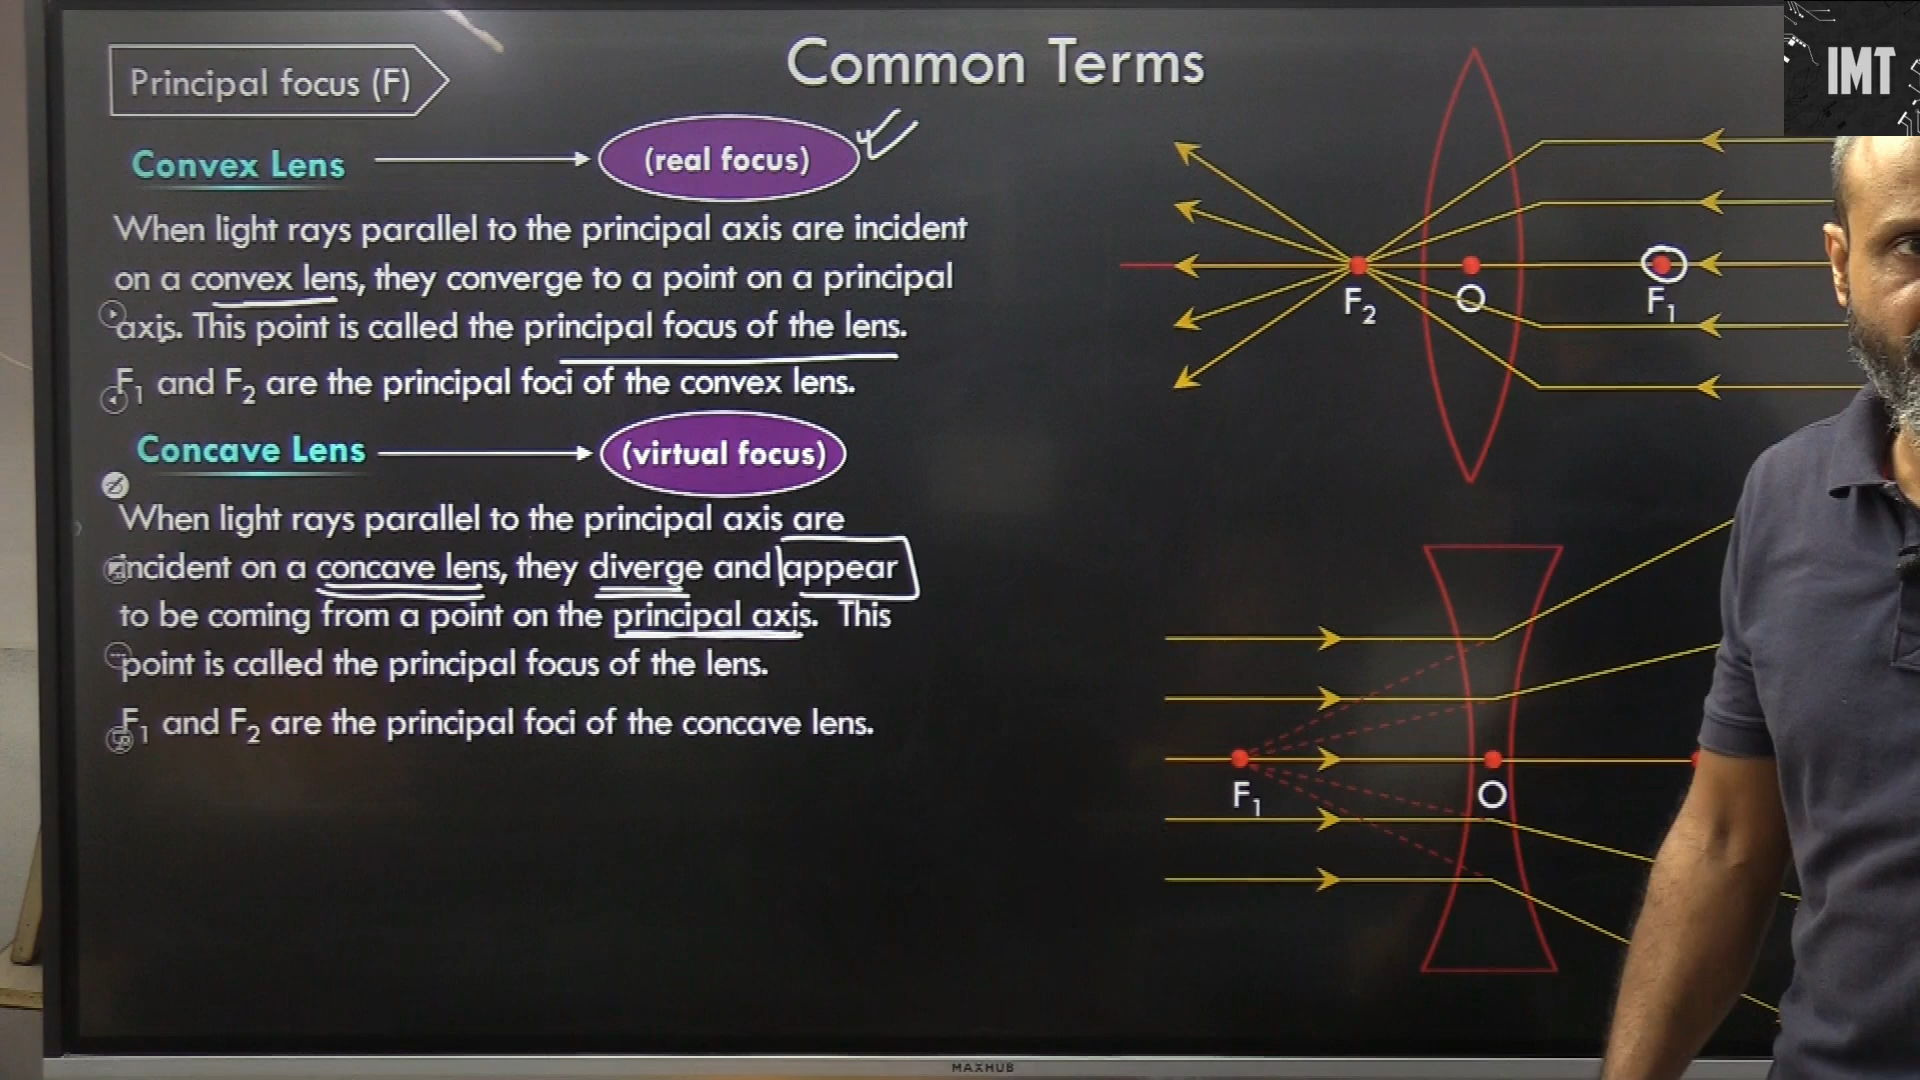 Common Terms
IMT
Principal focus (F)
Convex Lens
(real focus)
When light rays parallel to the principal axis are incident
on a convex lens, they converge to a point on a principal
axis. This point is called the principal focus of the lens.
F₁ and F₂ are the principal foci of the convex lens.
Concave Lens
(virtual focus)
When light rays parallel to the principal axis are
incident on a concave lens, they diverge and appear
to be coming from a point on the principal axis. This
point is called the principal focus of the lens.
F₁ and F₂ are the principal foci of the concave lens.
F₂
O
F₁
F₁
O
MAXHUB